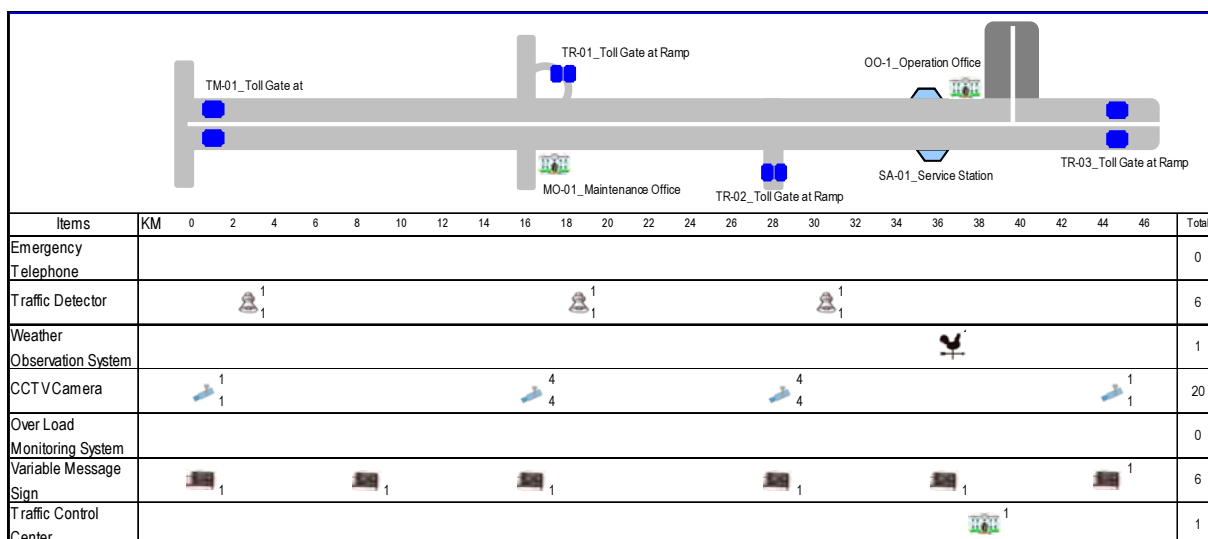 TR-01_Toll Gate at Ramp
OO-1_Operation Office
TM-01_Toll Gate at
TR-03_Toll Gate at Ramp
SA-01_Service Station
MO-01_Maintenance Office
TR-02_Toll Gate at Ramp
Items KM 0 2 4 6 8 10 12 14 16 18 20 22 24 26 28 30 32 34 36 38 40 42 44 46 Total
Emergency
Telephone
0
Traffic Detector 1 1 1 6
1 1 1
Weather
Observation System
1
CCTV Camera 1 4 4 1 20
1 4 4 1
Over Load
Monitoring System
0
Variable Message 1
Sign 1 1 1 1 1 6
Traffic Control 1 1
Center